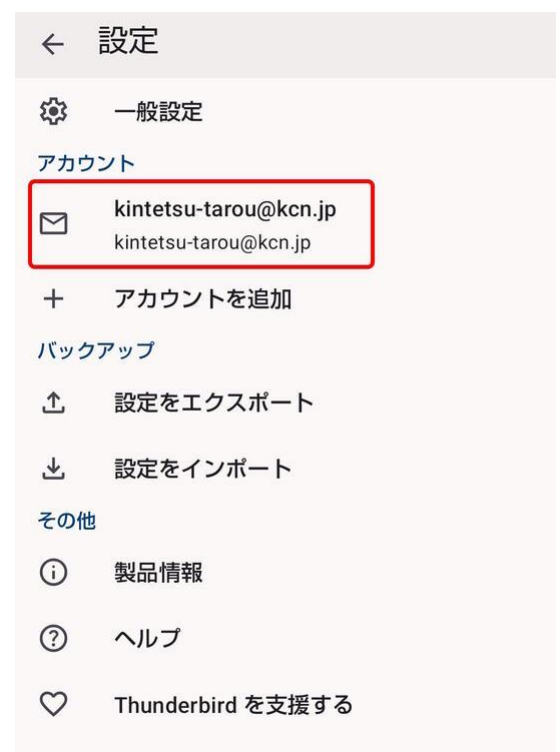 設定
一般設定
アカウント
kintetsu-tarou@kcn.jp
kintetsu-tarou@kcn.jp
アカウントを追加
バックアップ
設定をエクスポート
設定をインポート
その他
製品情報
ヘルプ
Thunderbird を支援する